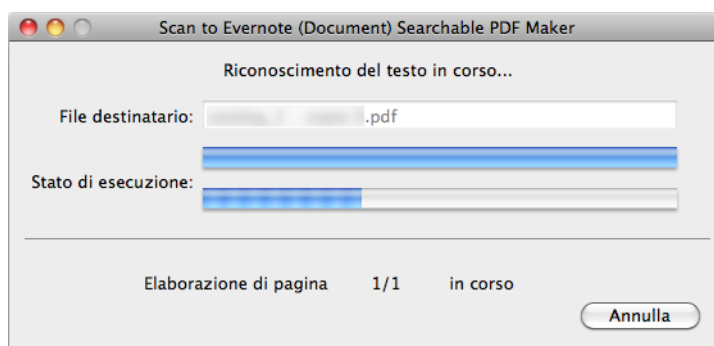 Scan to Evernote (Document) Searchable PDF Maker
Riconoscimento del testo in corso...
File destinatario: .pdf
Stato di esecuzione:
Elaborazione di pagina 1/1 in corso
Annulla